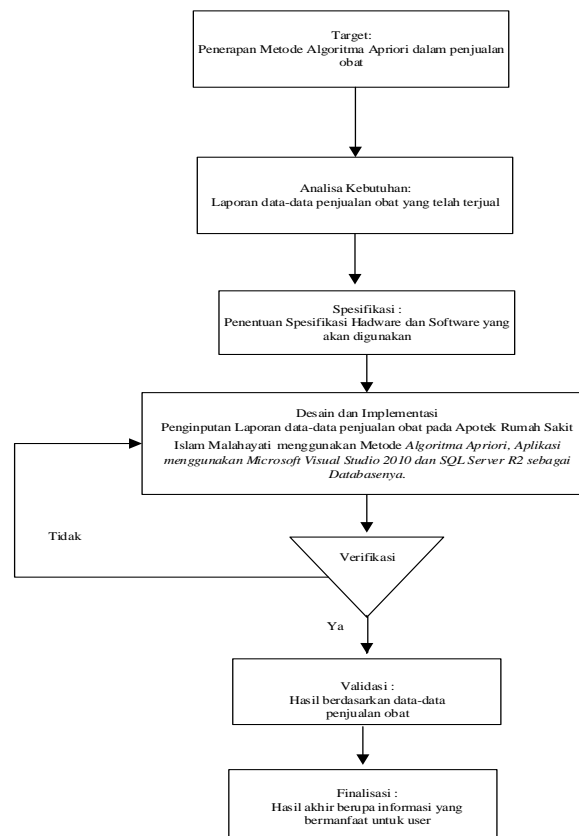 Target:
Penerapan Metode Algoritma Apriori dalam penjualan
obat
Analisa Kebutuhan:
Laporan data-data penjualan obat yang telah terjual
Spesifikasi :
Penentuan Spesifikasi Hadware dan Software yang
akan digunakan
Desain dan Implementasi
Penginputan Laporan data-data penjualan obat pada Apotek Rumah Sakit
Islam Malahayati menggunakan Metode Algoritma Apriori, Aplikasi
menggunakan Microsoft Visual Studio 2010 dan SQL Server R2 sebagai
Databasenya.
Verifikasi
Tidak
Ya
Validasi :
Hasil berdasarkan data-data
penjualan obat
Finalisasi :
Hasil akhir berupa informasi yang
bermanfaat untuk user